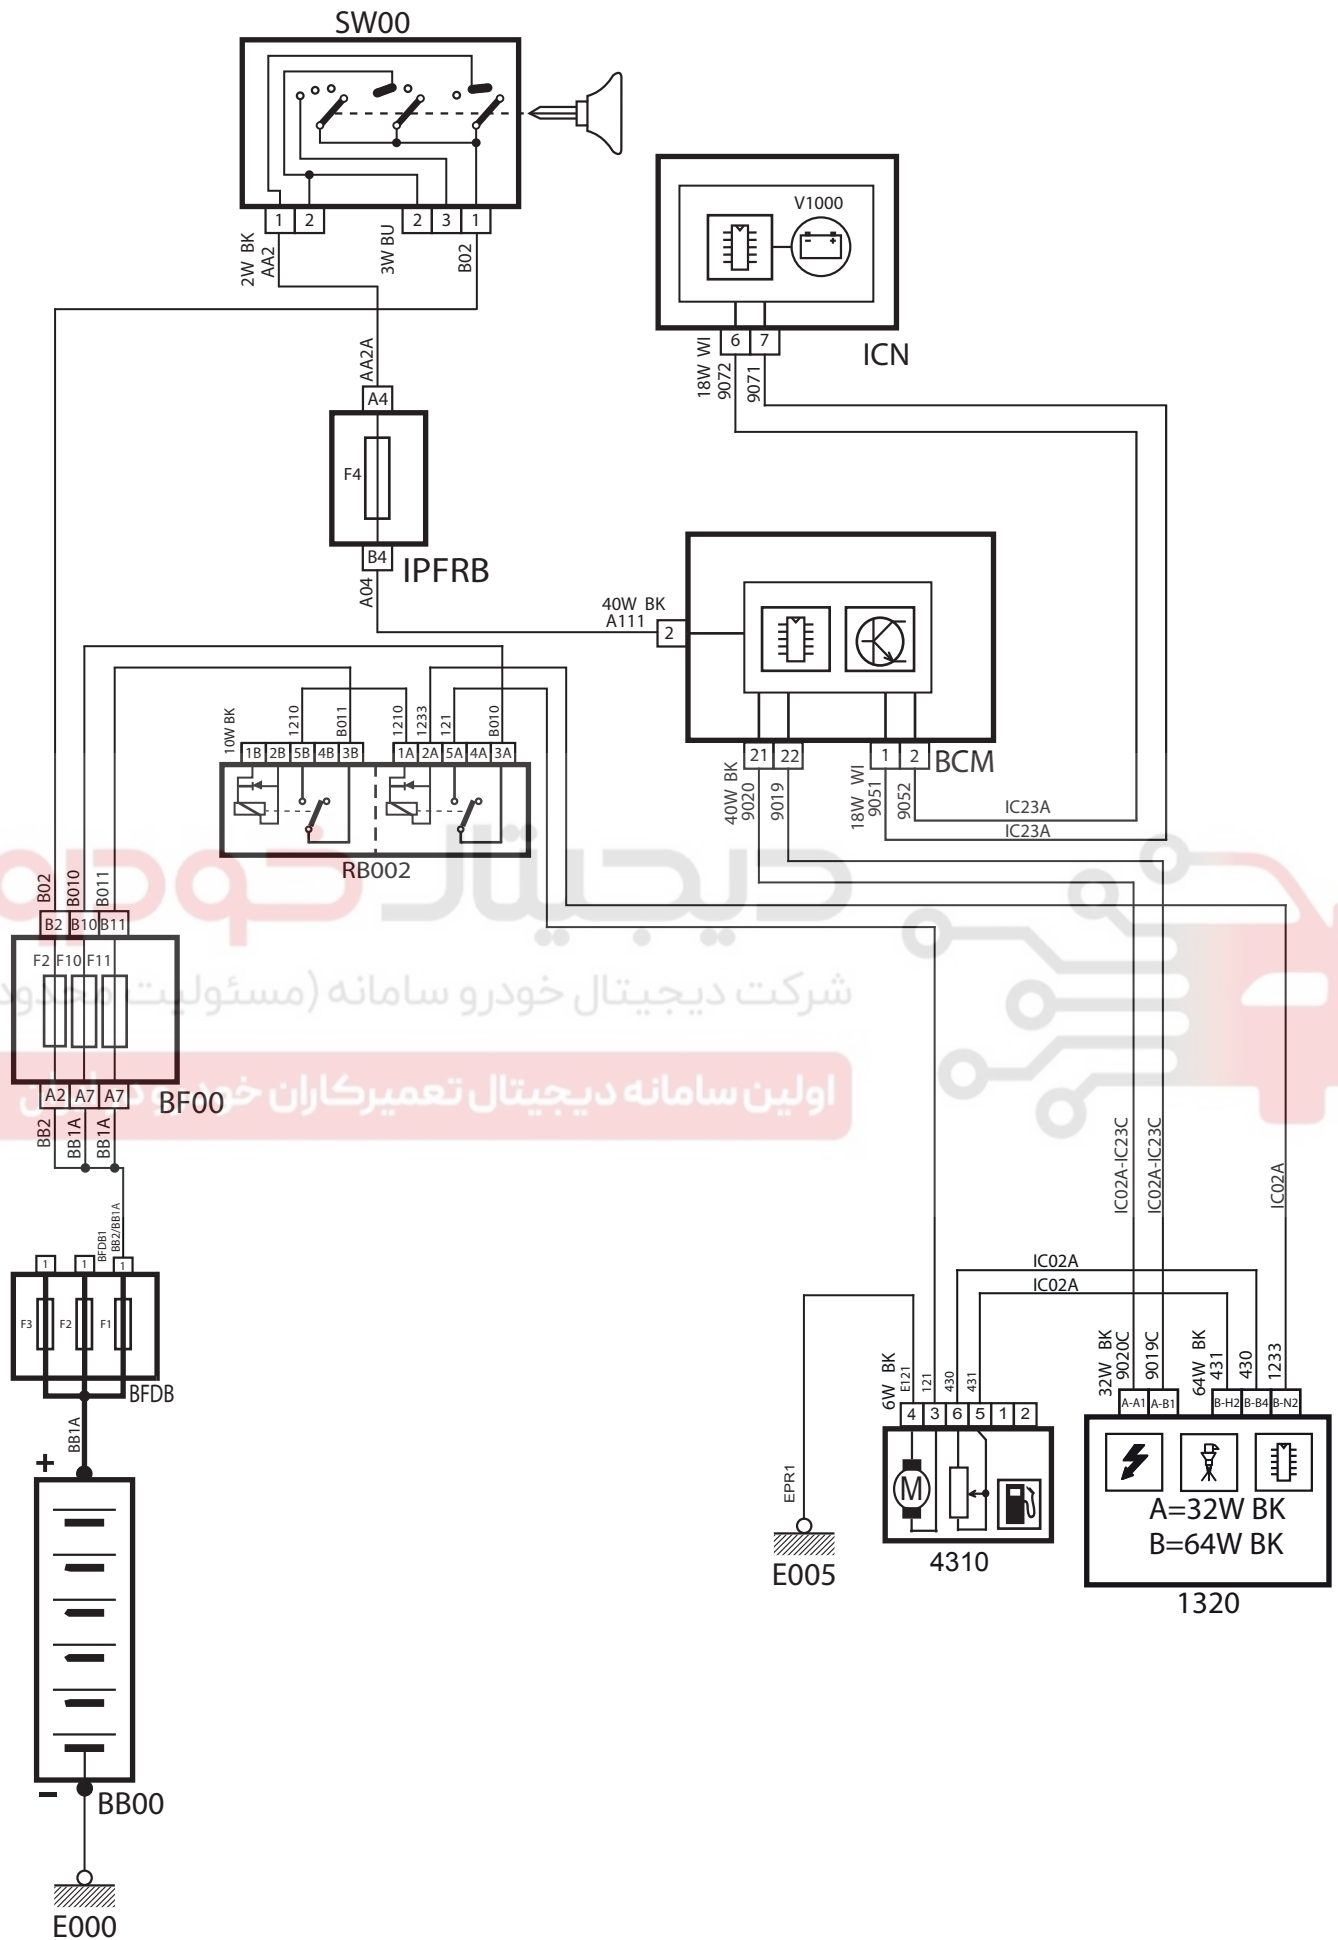 SW00
1 2 2 3 1
2W BK
AA2
3W BU
B02
V1000
6 7
ICN
18W WI
9072
9071
AA2A
A4
F4
B4
IPFRB
A04
40W BK
A111
2
21 22 1 2
BCM
40W BK
9020
9019
18W WI
9051
9052
IC23A
IC23A
10W BK
1210
B011
1210
1233
121
B010
1B 2B 5B 4B 3B 1A 2A 5A 4A 3A
RB002
دیجیتال خودرو
B02
B010
B011
B2 B10 B11
F2 F10 F11
شرکت دیجیتال خودرو سامانه (مسئولیت محدود
اولین سامانه دیجیتال تعمیرکاران خودرو در ایران
A2 A7 A7
BF00
BB2
BB1A
BB1A
BFDB1
BB2/BB1A
1 1 1
F3 F2 F1
BFDB
BB1A
+
−
BB00
E000
IC02A-IC23C
IC02A-IC23C
IC02A
IC02A
IC02A
32W BK
9020C
9019C
64W BK
431
430
1233
6W BK
E121
121
430
431
A-A1 A-B1 B-H2 B-B4 B-N2
4 3 6 5 1 2
M
EPR1
E005
4310
A=32W BK
B=64W BK
1320